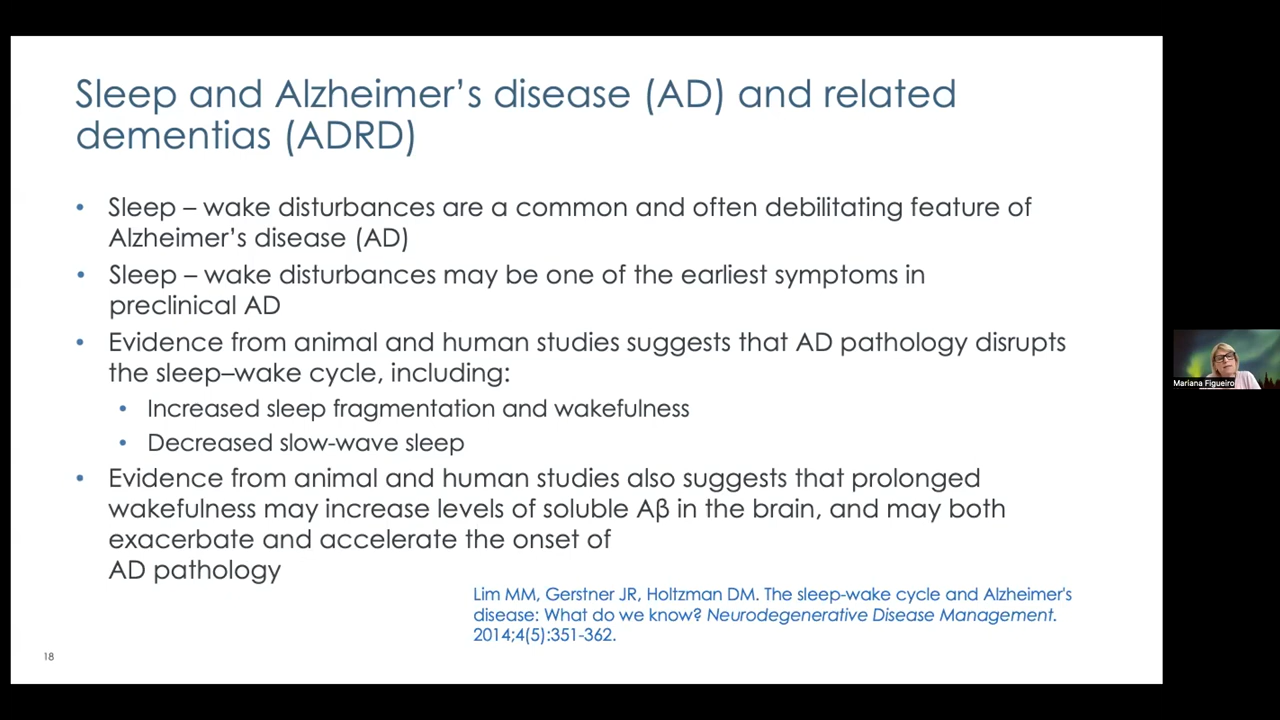 Sleep and Alzheimer's disease (AD) and related
dementias (ADRD)
• Sleep – wake disturbances are a common and often debilitating feature of
Alzheimer's disease (AD)
• Sleep – wake disturbances may be one of the earliest symptoms in
preclinical AD
• Evidence from animal and human studies suggests that AD pathology disrupts
the sleep–wake cycle, including:
• Increased sleep fragmentation and wakefulness
• Decreased slow-wave sleep
• Evidence from animal and human studies also suggests that prolonged
wakefulness may increase levels of soluble Aβ in the brain, and may both
exacerbate and accelerate the onset of
AD pathology
Lim MM, Gerstner JR, Holtzman DM. The sleep-wake cycle and Alzheimer's
disease: What do we know? Neurodegenerative Disease Management.
2014;4(5):351-362.
18
Mariana Figueiro